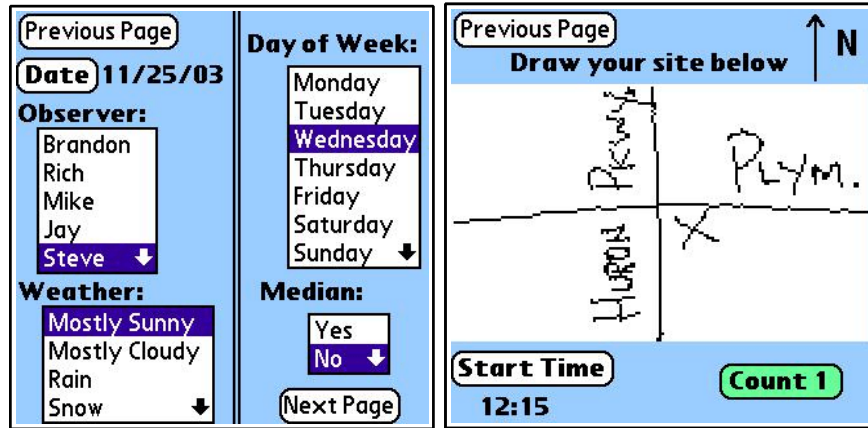 Previous Page
Date 11/25/03
Observer:
Brandon
Rich
Mike
Jay
Steve
Weather:
Mostly Sunny
Mostly Cloudy
Rain
Snow
Day of Week:
Monday
Tuesday
Wednesday
Thursday
Friday
Saturday
Sunday
Median:
Yes
No
Next Page
Previous Page
N
Draw your site below
HURON PKWY
PLYM.
X
Start Time
12:15
Count 1